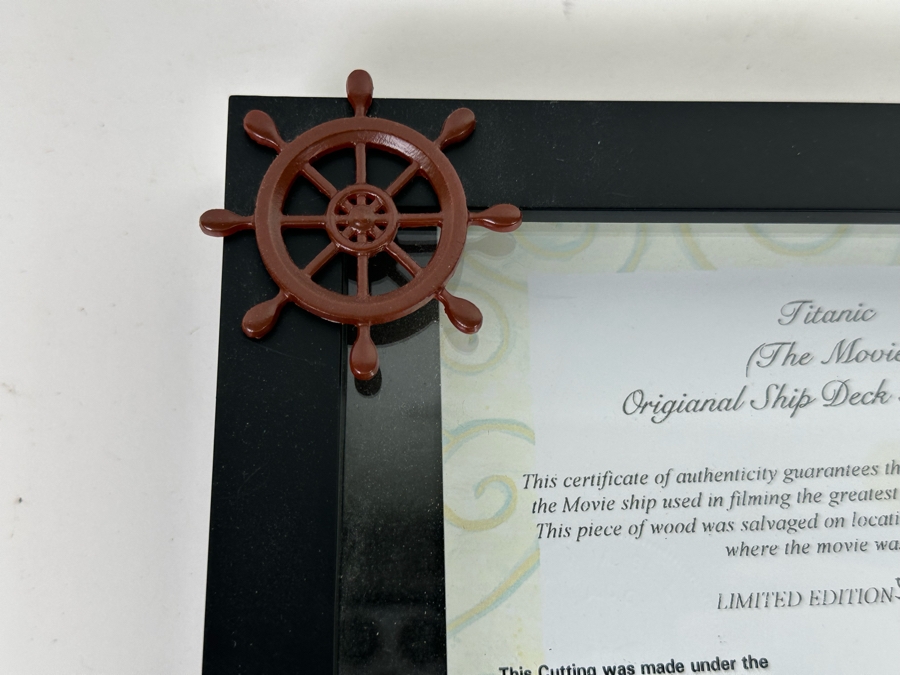 Titanic
(The Movie
Origianal Ship Deck
This certificate of authenticity guarantees th
the Movie ship used in filming the greatest
This piece of wood was salvaged on locati
where the movie wa
LIMITED EDITION
This Cutting was made under the